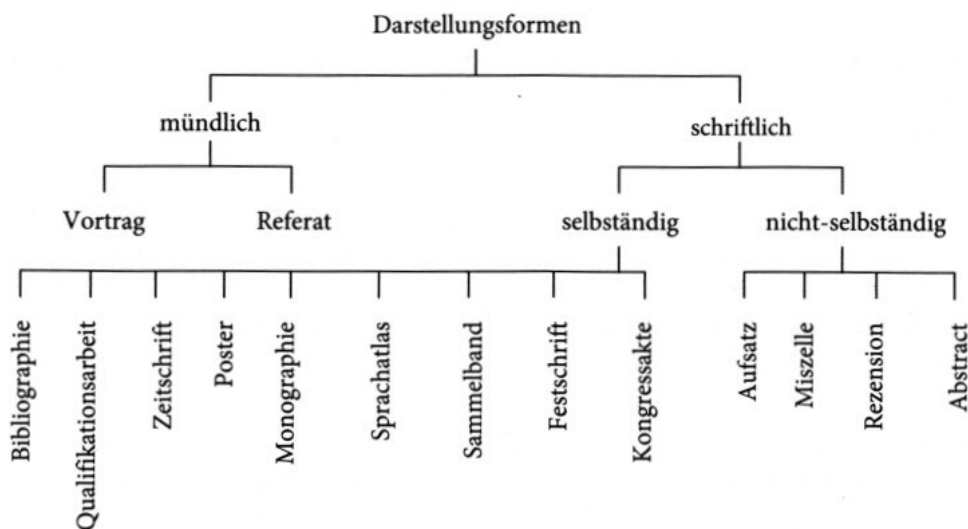 Darstellungsformen
mündlich
schriftlich
Vortrag
Referat
selbständig
nicht-selbständig
Bibliographie
Qualifikationsarbeit
Zeitschrift
Poster
Monographie
Sprachatlas
Sammelband
Festschrift
Kongressakte
Aufsatz
Miszelle
Rezension
Abstract